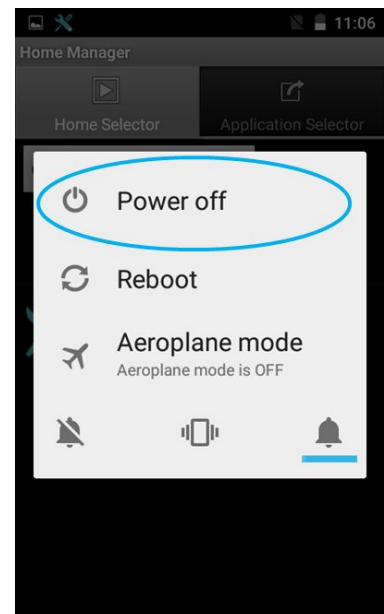 11:06
Home Manager
Home Selector
Application Selector
Power off
Reboot
Aeroplane mode
Aeroplane mode is OFF